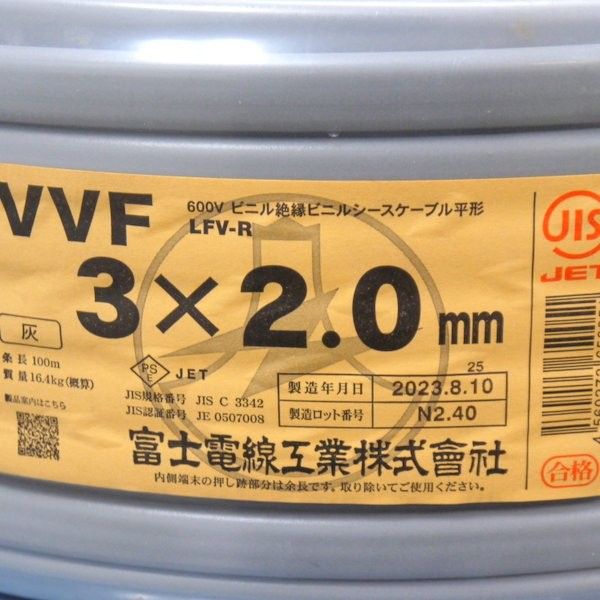 VVF
600V ビニル絶縁ビニルシースケーブル平形
LFV-R
3×2.0mm
灰
条長 100m
質量 16.4kg(概算)
製品案内はこちら
PS
E
JET
JIS規格番号 JIS C 3342
JIS認証番号 JE 0507008
25
製造年月日 2023.8.10
製造ロット番号 N2.40
富士電線工業株式會社
内側端末の押し跡部分は余長です。取り除いてご使用ください。
JIS
JET
合格